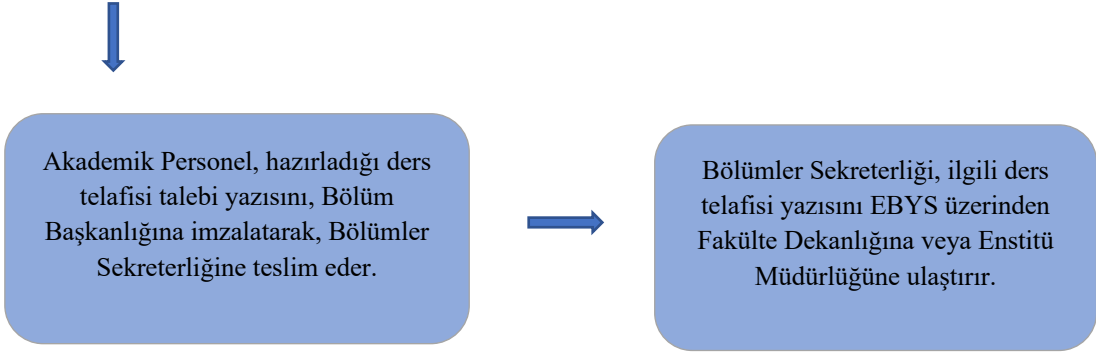 Akademik Personel, hazırladığı ders
telafisi talebi yazısını, Bölüm
Başkanlığına imzalatarak, Bölümler
Sekreterliğine teslim eder.
Bölümler Sekreterliği, ilgili ders
telafisi yazısını EBYS üzerinden
Fakülte Dekanlığına veya Enstitü
Müdürlüğüne ulaştırır.